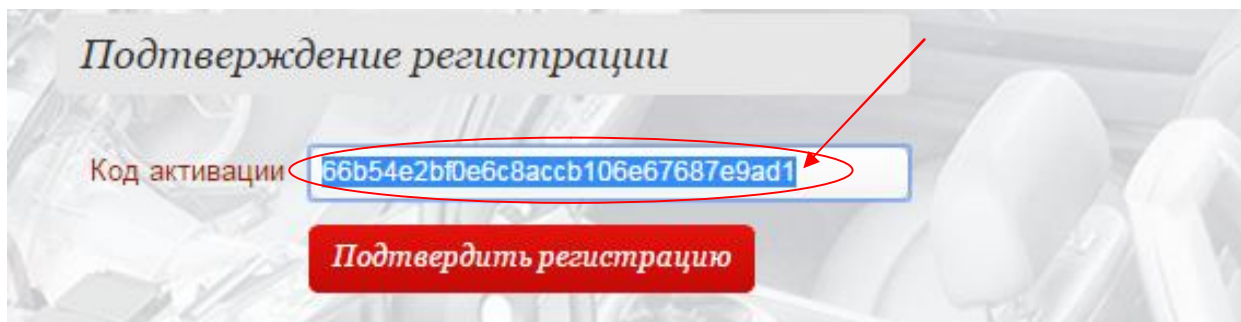 Подтверждение регистрации
Код активации 66b54e2bf0e6c8accb106e67687e9ad1
Подтвердить регистрацию